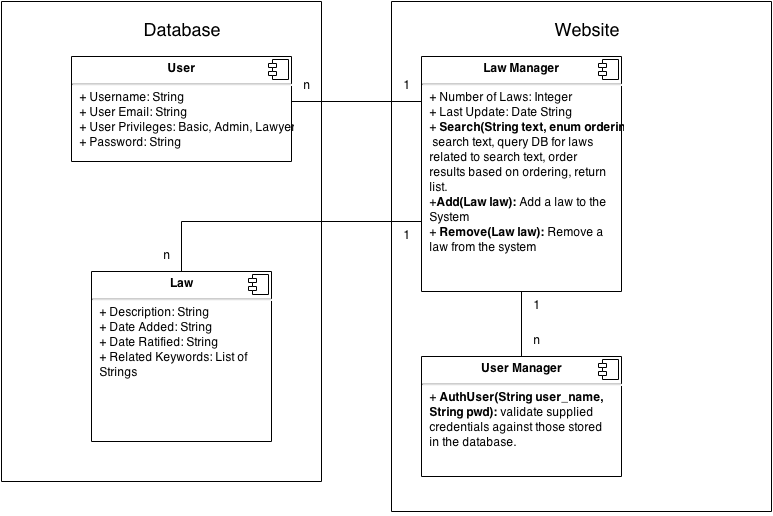 Database
User
+ Username: String
+ User Email: String
+ User Privileges: Basic, Admin, Lawyer
+ Password: String
n
1
Website
Law Manager
+ Number of Laws: Integer
+ Last Update: Date String
+ Search(String text, enum orderin
search text, query DB for laws
related to search text, order
results based on ordering, return
list.
+Add(Law law): Add a law to the
System
+ Remove(Law law): Remove a
law from the system
n
1
Law
+ Description: String
+ Date Added: String
+ Date Ratified: String
+ Related Keywords: List of
Strings
1
n
User Manager
+ AuthUser(String user_name,
String pwd): validate supplied
credentials against those stored
in the database.